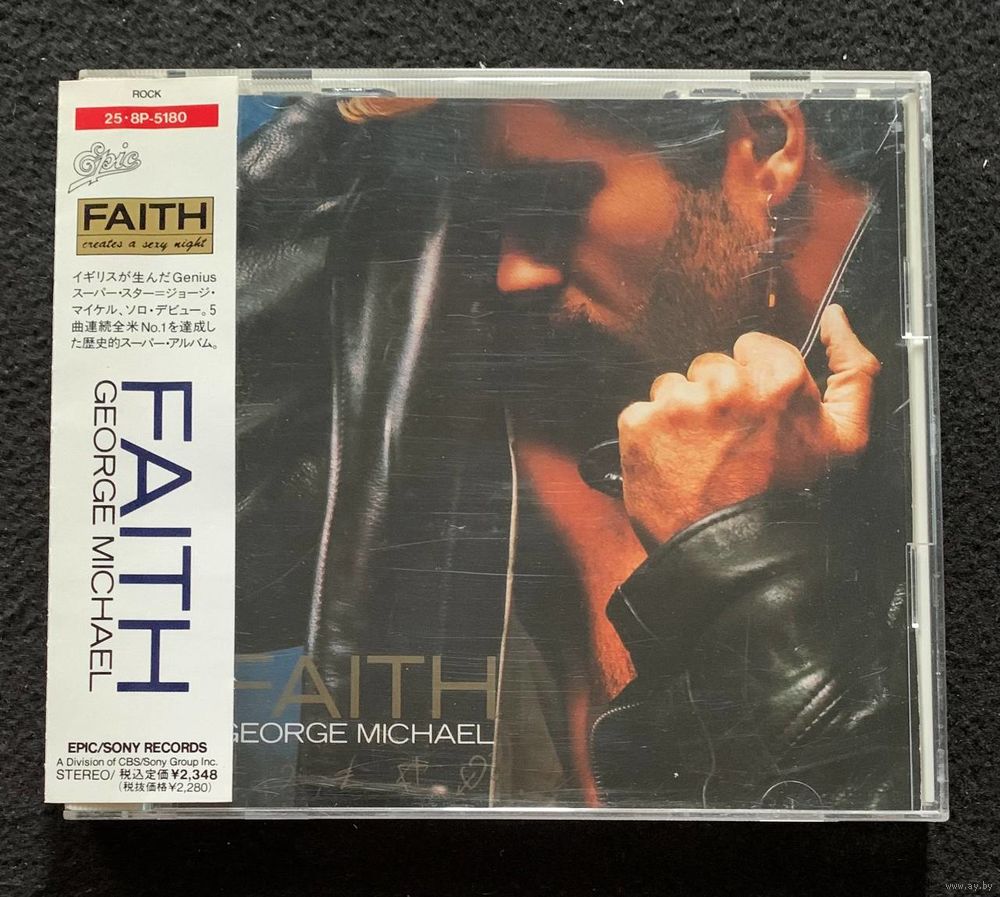 ROCK
25・8P-5180
Epic
FAITH
creates a sexy night
イギリスが生んだGenius
スーパー・スター=ジョージ・
マイケル、ソロ・デビュー。5
曲連続全米No.1を達成し
た歴史的スーパー・アルバム。
FAITH
GEORGE MICHAEL
EPIC/SONY RECORDS
A Division of CBS/Sony Group Inc.
STEREO/税込定価¥2,348
(税抜価格¥2,280)
FAITH
GEORGE MICHAEL
www.ay.by